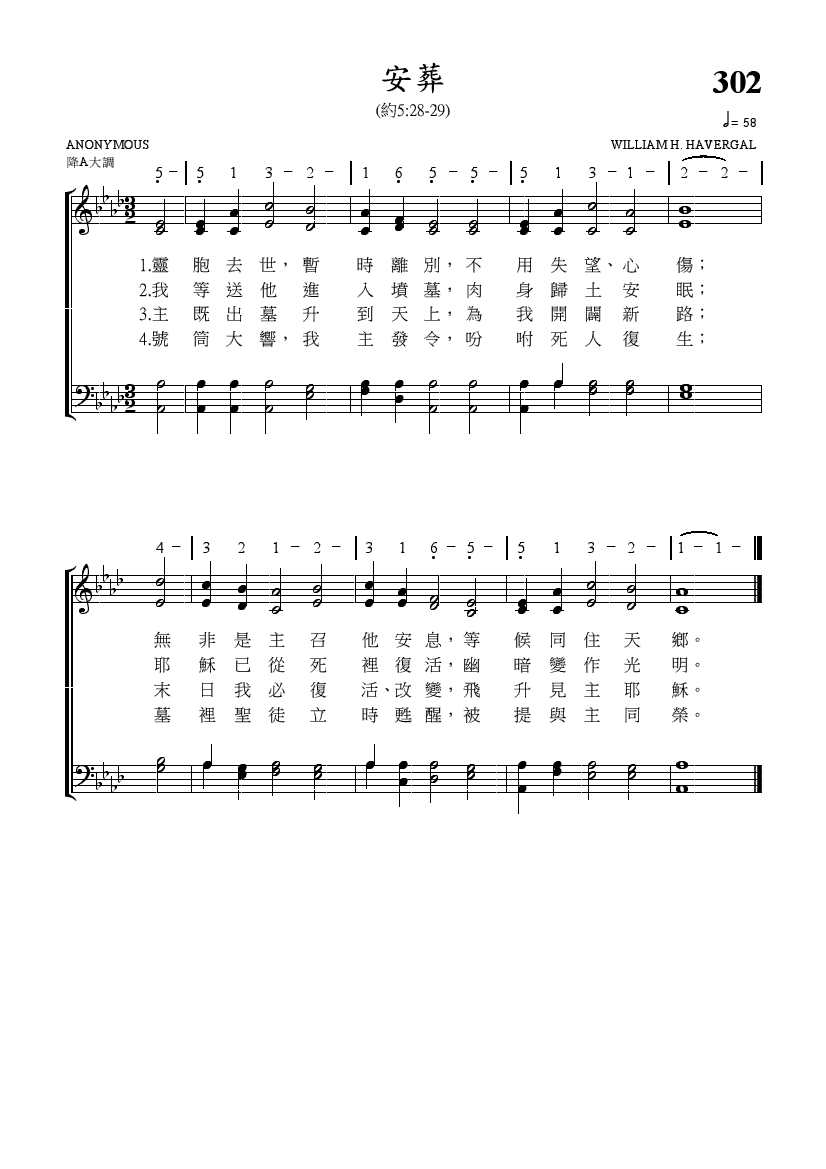 安葬
302
(約5:28-29)
= 58
ANONYMOUS
WILLIAM H. HAVERGAL
降A大調
5 – 5 1 3 – 2 – 1 6 5 – 5 – 5 1 3 – 1 – 2 – 2 –
3 2
1.靈胞去世，暫時離別，不用失望、心傷；
2.我等送他進入墳墓，肉身歸土安眠；
3.主既出墓升到天上，為我開闢新路；
4.號筒大響，我主發令，吩咐死人復生；
3 2
4 – 3 2 1 – 2 – 3 1 6 – 5 – 5 1 3 – 2 – 1 – 1 –
無非是主召他安息，等候同住天鄉。
耶穌已從死裡復活，幽暗變作光明。
末日我必復活、改變，飛升見主耶穌。
墓裡聖徒立時甦醒，被提與主同榮。